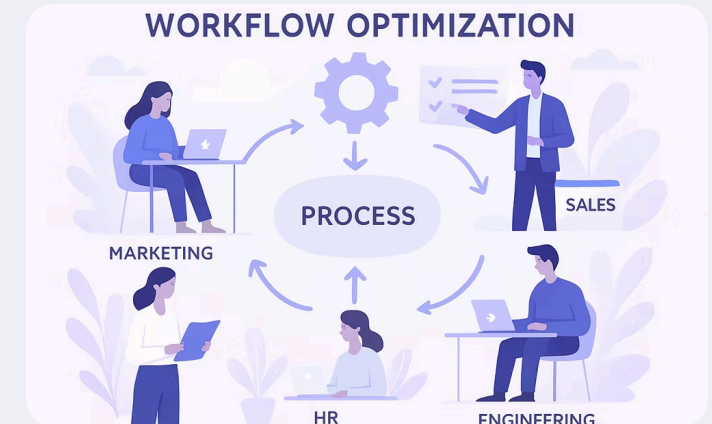 WORKFLOW OPTIMIZATION
PROCESS
SALES
MARKETING
HR
ENGINEERING